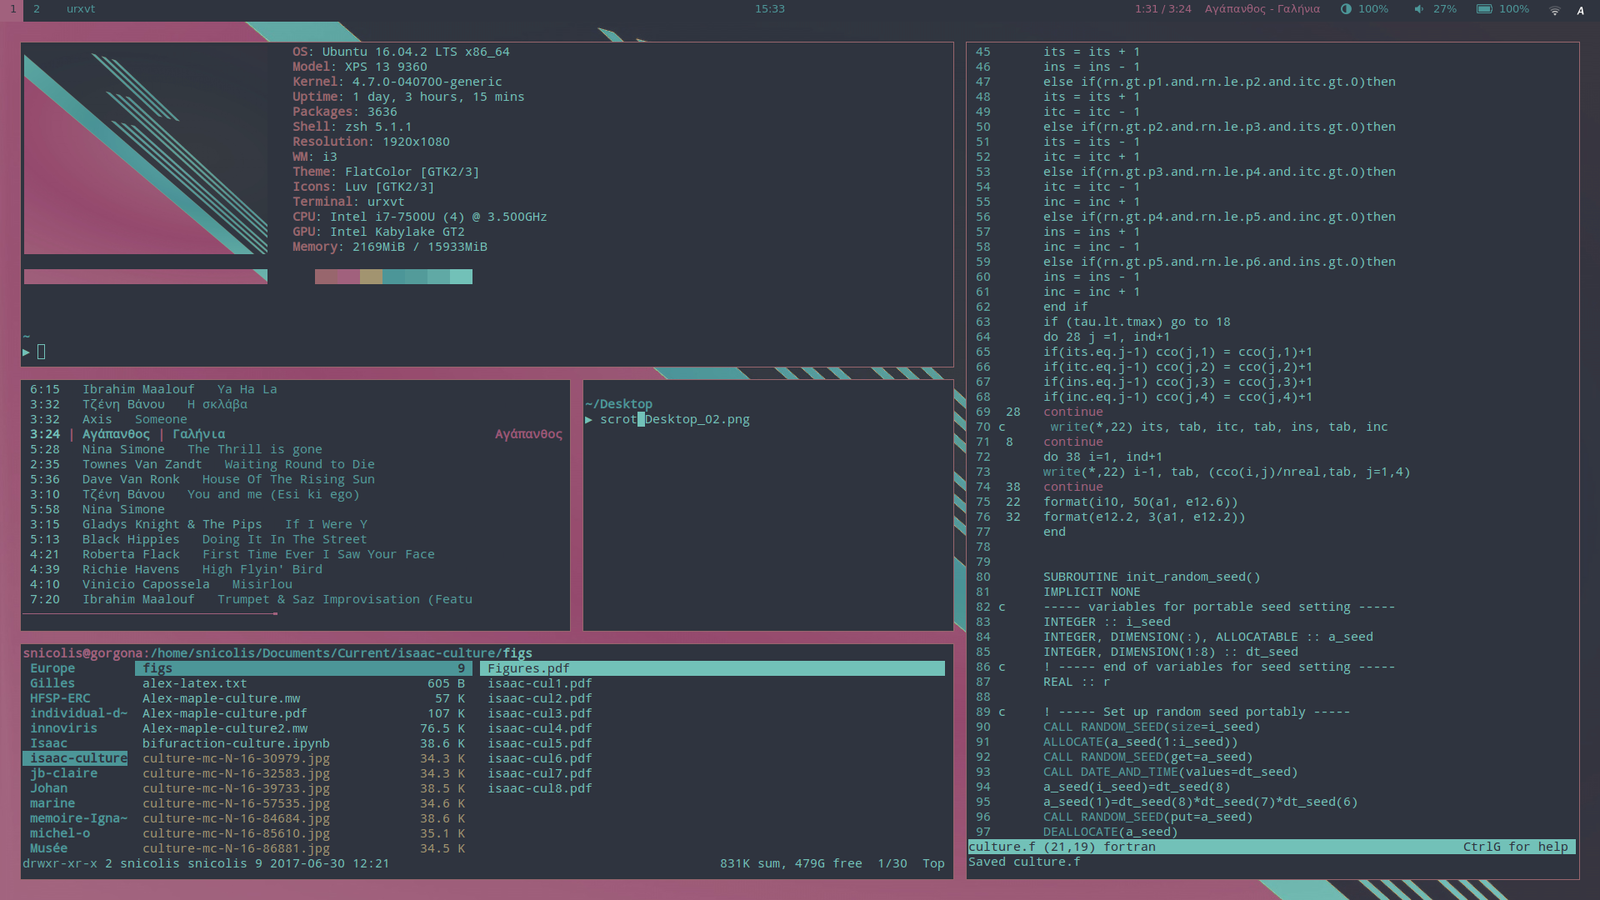 1 2 urxvt 15:33 1:31 / 3:24 Αγάπανθος - Γαλήνια 100% 27% 100% A
OS: Ubuntu 16.04.2 LTS x86_64
Model: XPS 13 9360
Kernel: 4.7.0-040700-generic
Uptime: 1 day, 3 hours, 15 mins
Packages: 3636
Shell: zsh 5.1.1
Resolution: 1920x1080
WM: i3
Theme: FlatColor [GTK2/3]
Icons: Luv [GTK2/3]
Terminal: urxvt
CPU: Intel i7-7500U (4) @ 3.500GHz
GPU: Intel Kabylake GT2
Memory: 2169MiB / 15933MiB
~
▶
6:15 Ibrahim Maalouf Ya Ha La
3:32 Τζένη Βάνου Η σκλάβα
3:32 Axis Someone
3:24 | Αγάπανθος | Γαλήνια Αγάπανθος
5:28 Nina Simone The Thrill is gone
2:35 Townes Van Zandt Waiting Round to Die
5:36 Dave Van Ronk House Of The Rising Sun
3:10 Τζένη Βάνου You and me (Esi ki ego)
5:58 Nina Simone
3:15 Gladys Knight & The Pips If I Were Y
5:13 Black Hippies Doing It In The Street
4:21 Roberta Flack First Time Ever I Saw Your Face
4:39 Richie Havens High Flyin' Bird
4:10 Vinicio Capossela Misirlou
7:20 Ibrahim Maalouf Trumpet & Saz Improvisation (Featu
~/Desktop
▶ scrot Desktop_02.png
snicolis@gorgona:/home/snicolis/Documents/Current/isaac-culture/figs
Europe figs 9 Figures.pdf
Gilles alex-latex.txt 605 B isaac-cul1.pdf
HFSP-ERC Alex-maple-culture.mw 57 K isaac-cul2.pdf
individual-d~ Alex-maple-culture.pdf 107 K isaac-cul3.pdf
innoviris Alex-maple-culture2.mw 76.5 K isaac-cul4.pdf
Isaac bifuraction-culture.ipynb 38.6 K isaac-cul5.pdf
isaac-culture culture-mc-N-16-30979.jpg 34.3 K isaac-cul6.pdf
jb-claire culture-mc-N-16-32583.jpg 34.3 K isaac-cul7.pdf
Johan culture-mc-N-16-39733.jpg 38.5 K isaac-cul8.pdf
marine culture-mc-N-16-57535.jpg 34.6 K
memoire-Igna~ culture-mc-N-16-84684.jpg 38.6 K
michel-o culture-mc-N-16-85610.jpg 35.1 K
Musée culture-mc-N-16-86881.jpg 34.5 K
drwxr-xr-x 2 snicolis snicolis 9 2017-06-30 12:21 831K sum, 479G free 1/30 Top
45 its = its + 1
46 ins = ins - 1
47 else if(rn.gt.p1.and.rn.le.p2.and.itc.gt.0)then
48 its = its + 1
49 itc = itc - 1
50 else if(rn.gt.p2.and.rn.le.p3.and.its.gt.0)then
51 its = its - 1
52 itc = itc + 1
53 else if(rn.gt.p3.and.rn.le.p4.and.itc.gt.0)then
54 itc = itc - 1
55 inc = inc + 1
56 else if(rn.gt.p4.and.rn.le.p5.and.inc.gt.0)then
57 ins = ins + 1
58 inc = inc - 1
59 else if(rn.gt.p5.and.rn.le.p6.and.ins.gt.0)then
60 ins = ins - 1
61 inc = inc + 1
62 end if
63 if (tau.lt.tmax) go to 18
64 do 28 j =1, ind+1
65 if(its.eq.j-1) cco(j,1) = cco(j,1)+1
66 if(itc.eq.j-1) cco(j,2) = cco(j,2)+1
67 if(ins.eq.j-1) cco(j,3) = cco(j,3)+1
68 if(inc.eq.j-1) cco(j,4) = cco(j,4)+1
69 28 continue
70 c write(*,22) its, tab, itc, tab, ins, tab, inc
71 8 continue
72 do 38 i=1, ind+1
73 write(*,22) i-1, tab, (cco(i,j)/nreal,tab, j=1,4)
74 38 continue
75 22 format(i10, 50(a1, e12.6))
76 32 format(e12.2, 3(a1, e12.2))
77 end
78
79
80 SUBROUTINE init_random_seed()
81 IMPLICIT NONE
82 c ----- variables for portable seed setting -----
83 INTEGER :: i_seed
84 INTEGER, DIMENSION(:), ALLOCATABLE :: a_seed
85 INTEGER, DIMENSION(1:8) :: dt_seed
86 c ! ----- end of variables for seed setting -----
87 REAL :: r
88
89 c ! ----- Set up random seed portably -----
90 CALL RANDOM_SEED(size=i_seed)
91 ALLOCATE(a_seed(1:i_seed))
92 CALL RANDOM_SEED(get=a_seed)
93 CALL DATE_AND_TIME(values=dt_seed)
94 a_seed(i_seed)=dt_seed(8)
95 a_seed(1)=dt_seed(8)*dt_seed(7)*dt_seed(6)
96 CALL RANDOM_SEED(put=a_seed)
97 DEALLOCATE(a_seed)
culture.f (21,19) fortran CtrlG for help
Saved culture.f